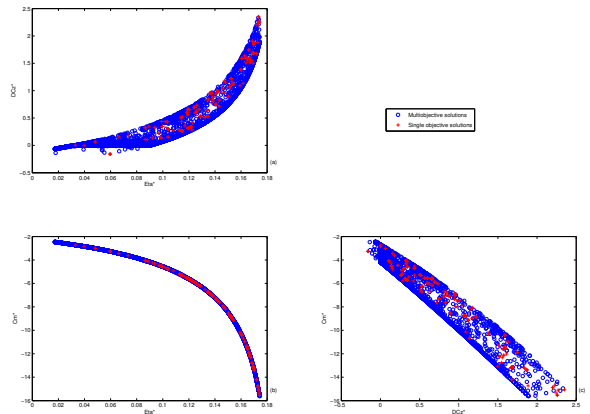 2.5
2
1.5
1
0.5
0
−0.5
DCz*
0 0.02 0.04 0.06 0.08 0.1 0.12 0.14 0.16 0.18
Eta*
(a)
Multiobjective solutions
Single objective solutions
−2
−4
−6
−8
−10
−12
−14
−16
Cm*
0 0.02 0.04 0.06 0.08 0.1 0.12 0.14 0.16 0.18
Eta*
(b)
−2
−4
−6
−8
−10
−12
−14
−16
Cm*
−0.5 0 0.5 1.0 1.5 2 2.5
DCz*
(c)